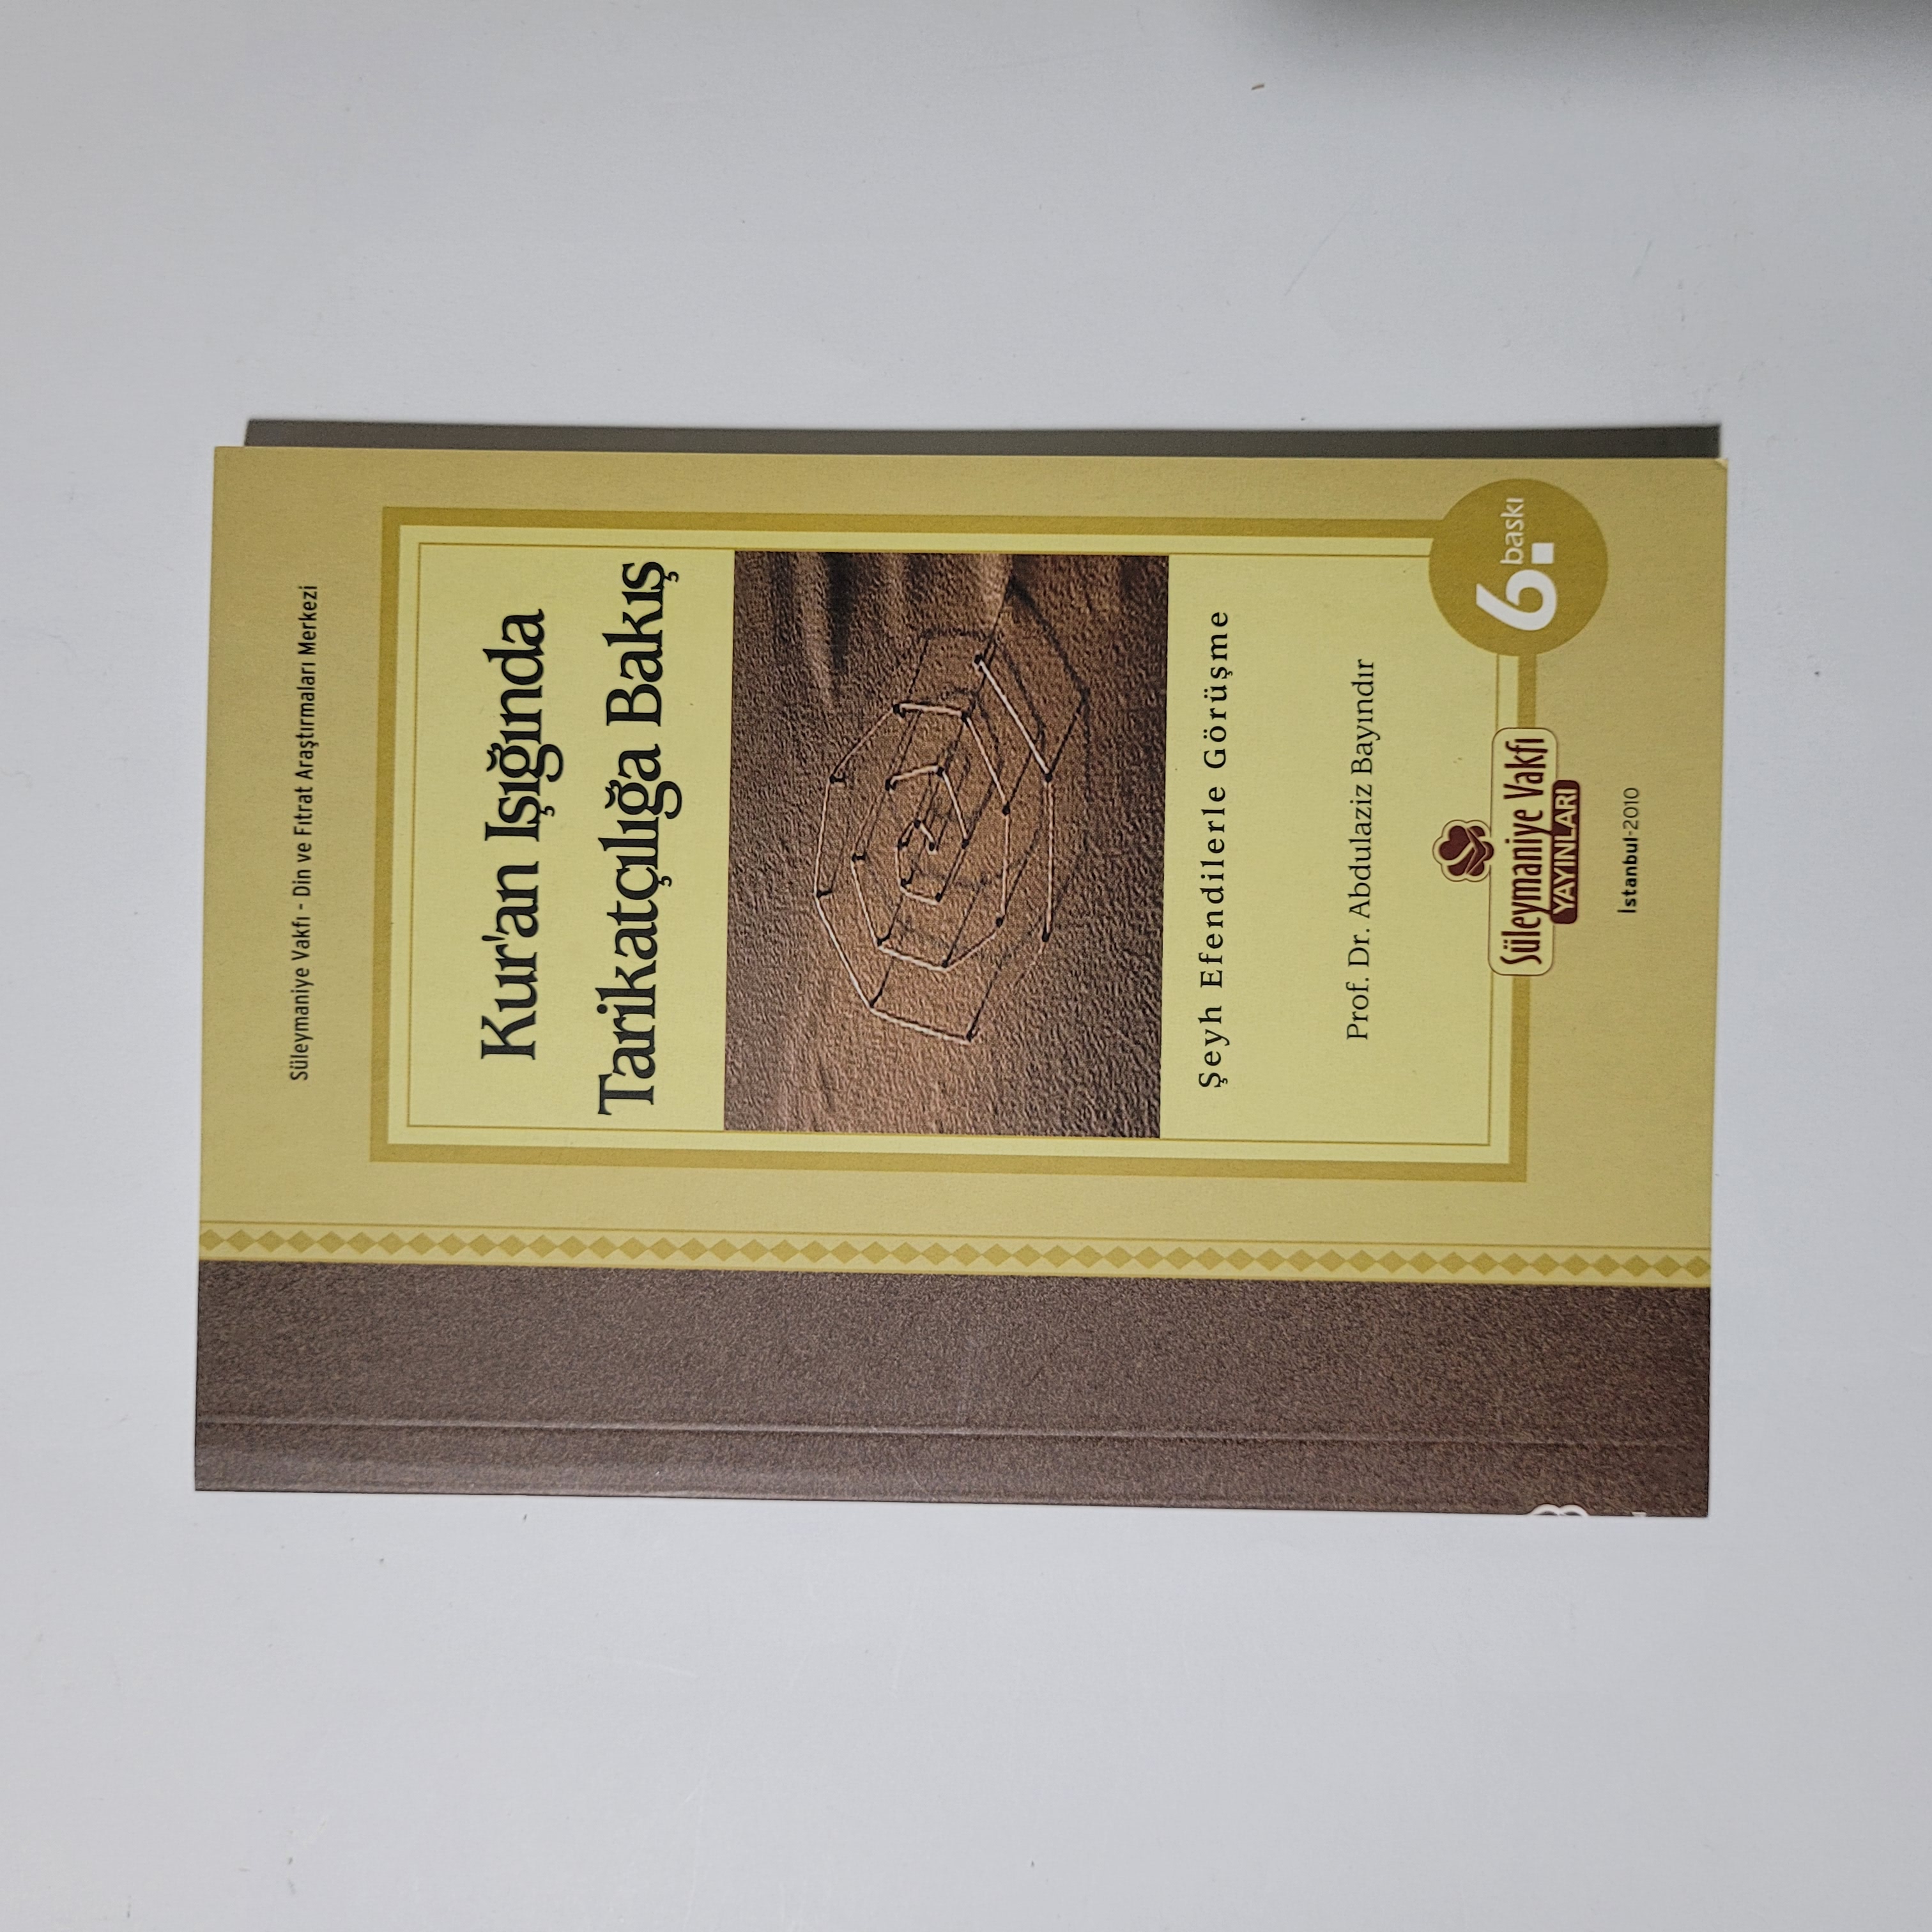 Süleymaniye Vakfı - Din ve Fıtrat Araştırmaları Merkezi
Kur'an Işığında
Tarikatçılığa Bakış
Şeyh Efendilerle Görüşme
Prof. Dr. Abdulaziz Bayındır
6. baskı
Süleymaniye Vakfı
YAYINLARI
İstanbul-2010